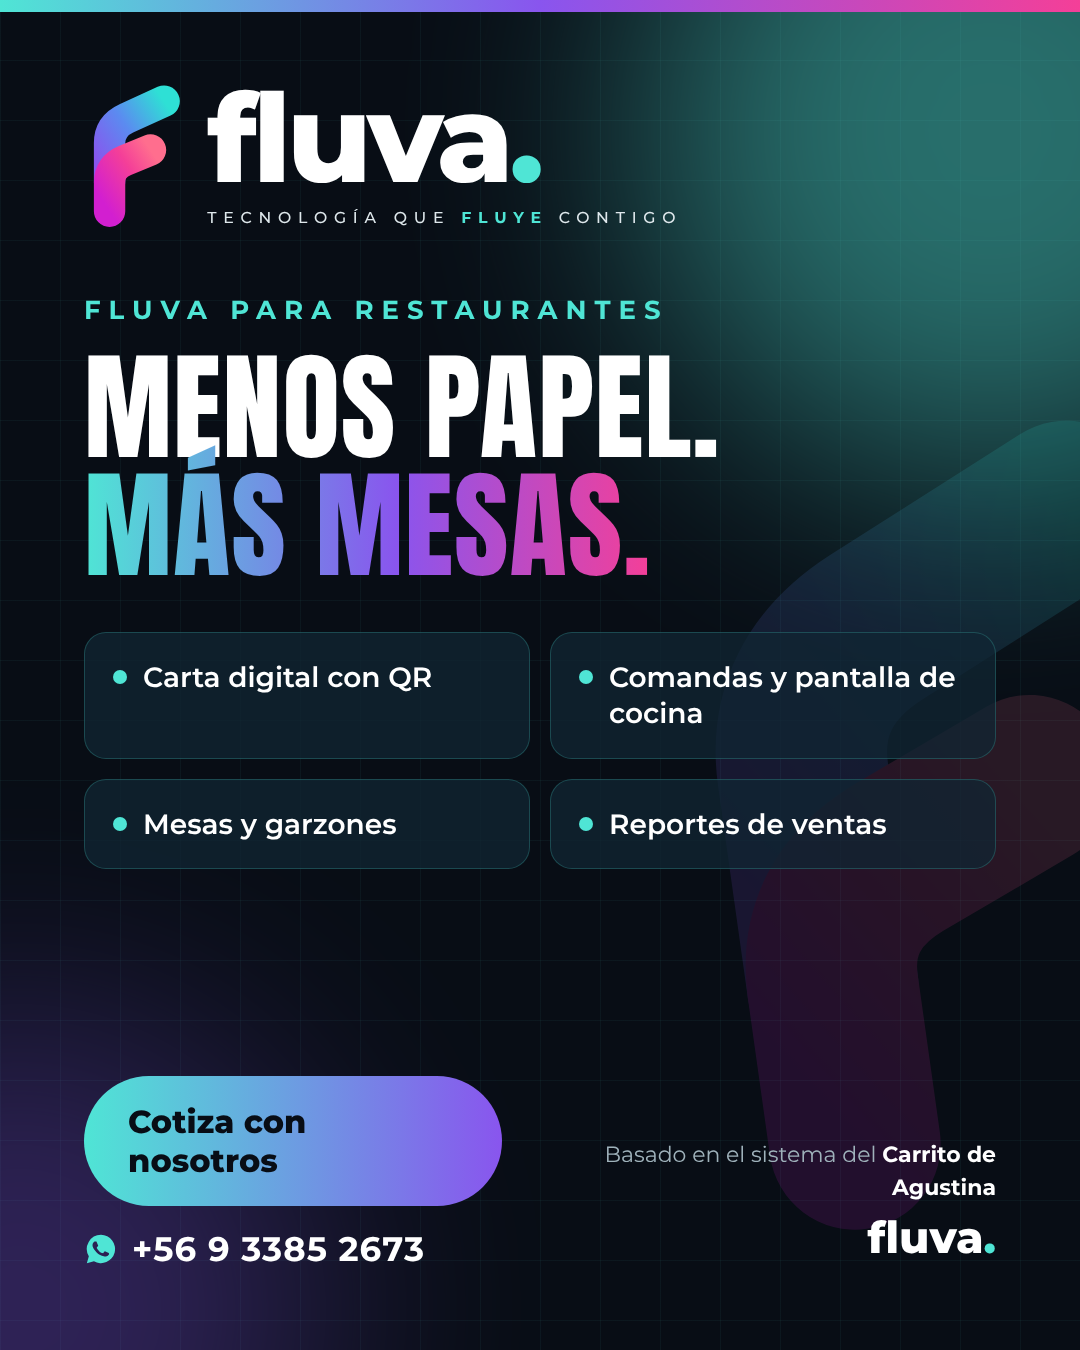 fluva.
TECNOLOGÍA QUE FLUYE CONTIGO
FLUVA PARA RESTAURANTES
MENOS PAPEL.
MÁS MESAS.
Carta digital con QR
Comandas y pantalla de
cocina
Mesas y garzones
Reportes de ventas
Cotiza con
nosotros
+56 9 3385 2673
Basado en el sistema del Carrito de
Agustina
fluva.